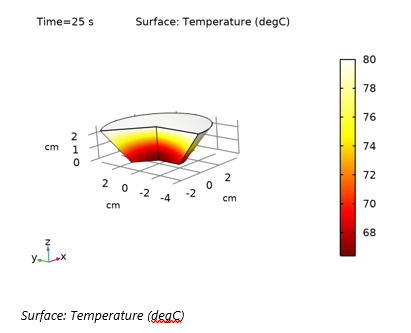 Time=25 s Surface: Temperature (degC)
80
78
76
74
72
70
68
cm
2
1
0
2 0 -2 -4 -2 0 2
cm cm
z
y x
Surface: Temperature (degC)